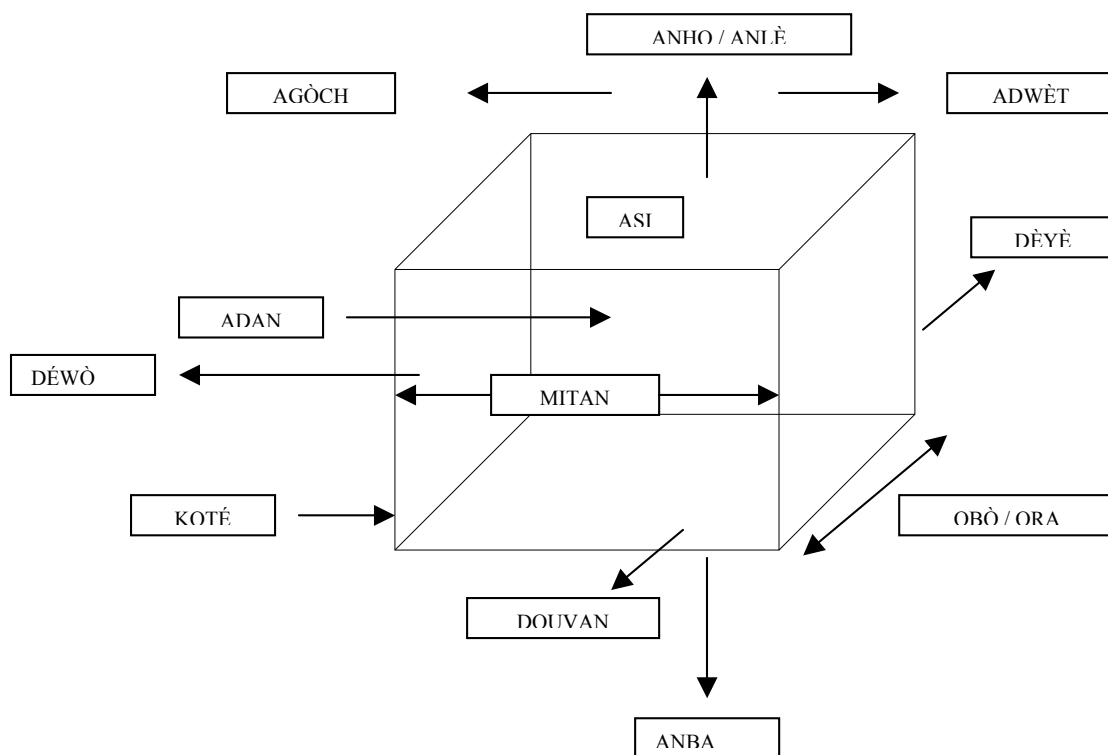 ANHO / ANLÈ
AGÒCH
ADWÈT
ASI
DÈYÈ
ADAN
DÉWÒ
MITAN
KOTÉ
OBÒ / ORA
DOUVAN
ANBA